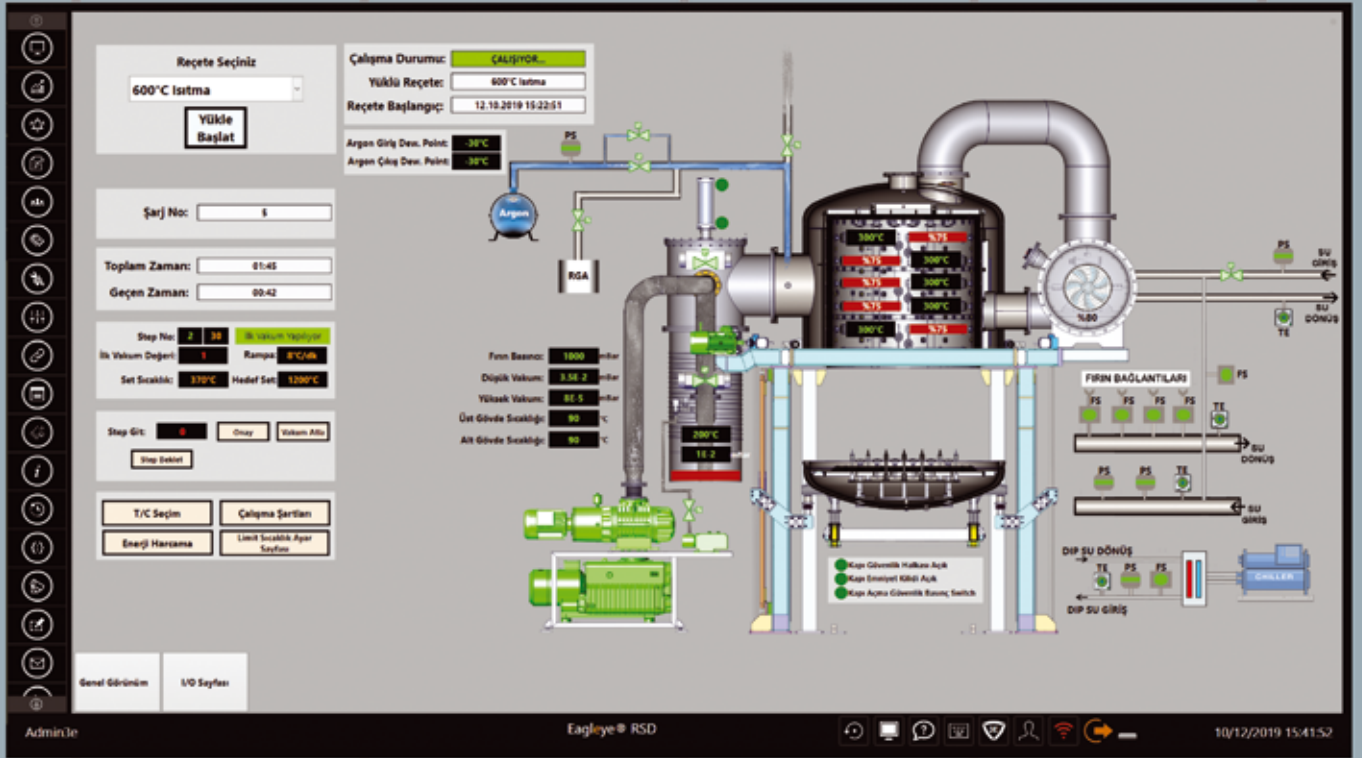 Reçete Seçiniz
600°C Isıtma
Yükle
Başlat
Çalışma Durumu: ÇALIŞIYOR...
Yüklü Reçete: 600°C Isıtma
Reçete Başlangıç: 12.10.2019 15:22:51
Argon Giriş Dew. Point: -30°C
Argon Çıkış Dew. Point: -30°C
Şarj No: 5
Toplam Zaman: 01:45
Geçen Zaman: 00:42
Step No: 2 30 İlk Vakum Yapılıyor
İlk Vakum Değeri: 1 Rampa: 8°C/dk
Set Sıcaklık: 370°C Hedef Set: 1200°C
Step Git: 0 Onay Vakum Atla
Step Beklet
T/C Seçim Çalışma Şartları
Enerji Harcama Limit Sıcaklık Ayar
Sayfası
Genel Görünüm I/O Sayfası
PS
Argon
RGA
300°C %75
%75 300°C
%75 300°C
%75 300°C
300°C %75
%80
Fırın Basıncı: 1000 mBar
Düşük Vakum: 3.5E-2 mBar
Yüksek Vakum: 8E-5 mBar
Üst Gövde Sıcaklığı: 90 °C
Alt Gövde Sıcaklığı: 90 °C
200°C
1E-2 mBar
PS
SU
GİRİŞ
SU
DÖNÜŞ
TE
FIRIN BAĞLANTILARI
FS
FS FS FS FS TE
SU
DÖNÜŞ
PS PS TE
SU
GİRİŞ
DIP SU DÖNÜŞ
TE PS FS
DIP SU GİRİŞ
CHILLER
Kapı Güvenlik Halkası Açık
Kapı Emniyet Kilidi Açık
Kapı Açma Güvenlik Basınç Switch
Admin3e
Eagleye® RSD
10/12/2019 15:41:52